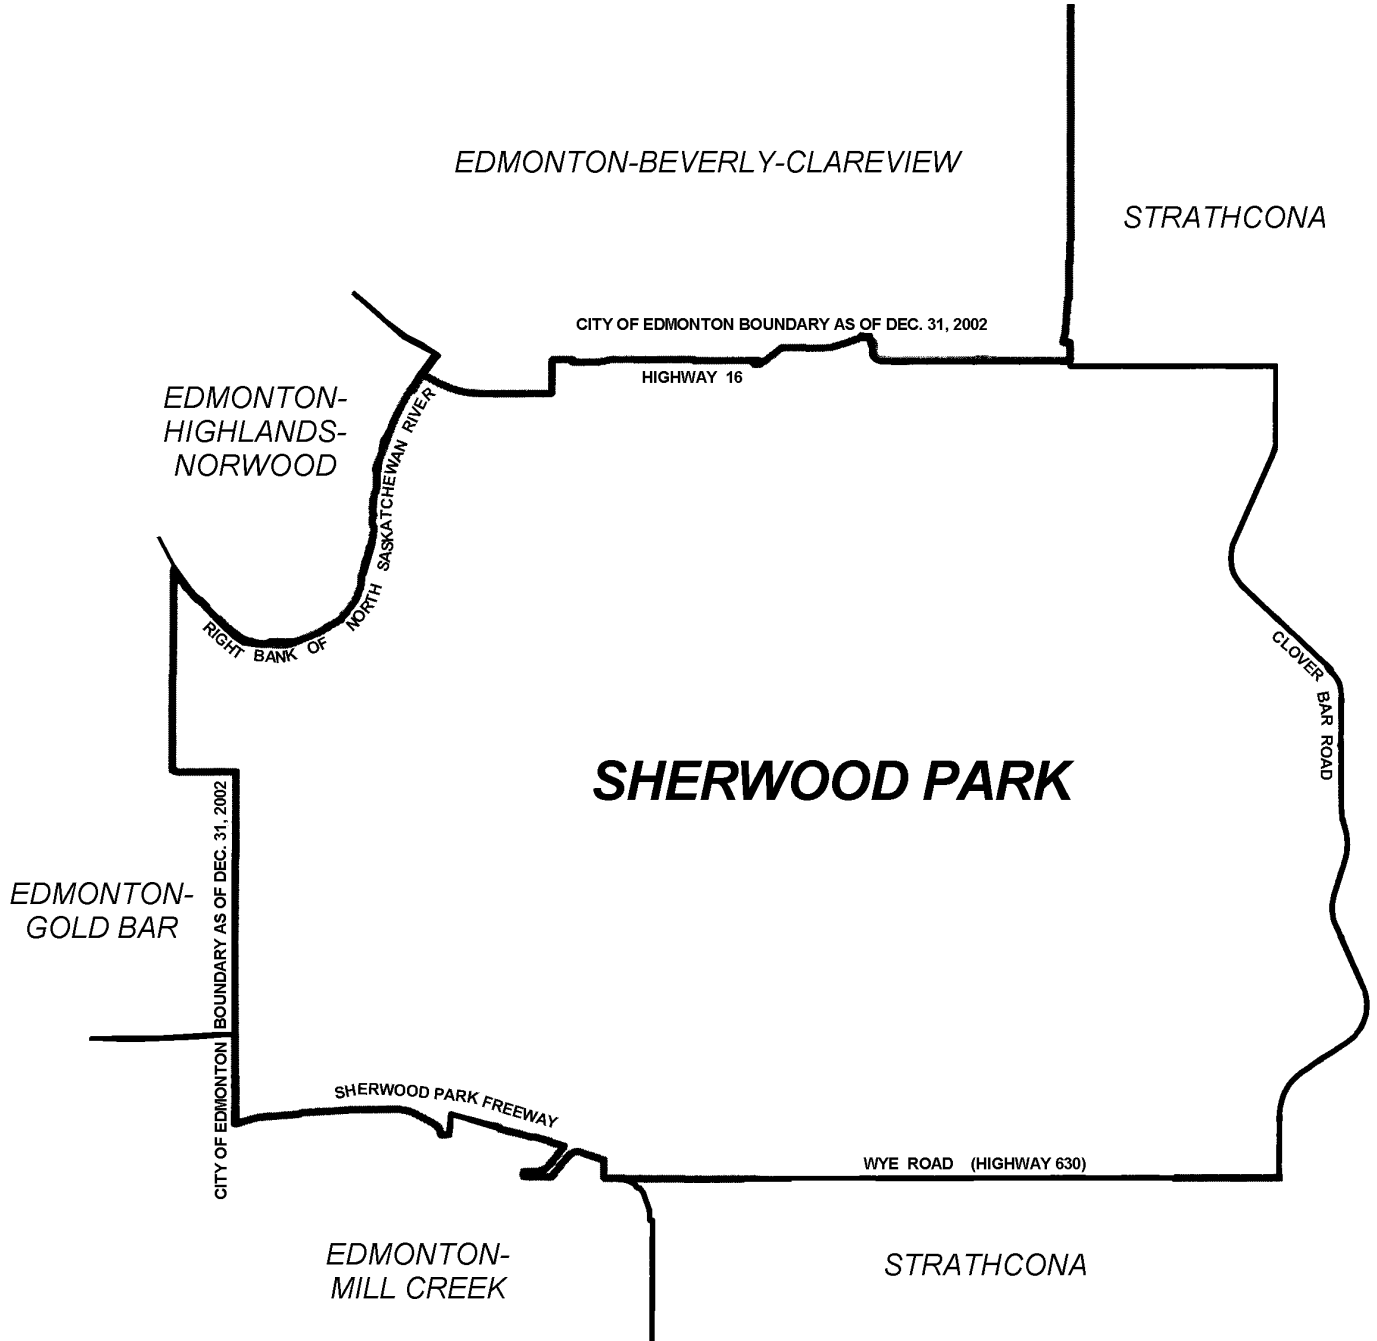 EDMONTON-BEVERLY-CLAREVIEW
STRATHCONA
CITY OF EDMONTON BOUNDARY AS OF DEC. 31, 2002
HIGHWAY 16
EDMONTON-
HIGHLANDS-
NORWOOD
RIGHT BANK OF NORTH SASKATCHEWAN RIVER
CLOVER BAR ROAD
SHERWOOD PARK
EDMONTON-
GOLD BAR
CITY OF EDMONTON BOUNDARY AS OF DEC. 31, 2002
SHERWOOD PARK FREEWAY
WYE ROAD (HIGHWAY 630)
EDMONTON-
MILL CREEK
STRATHCONA